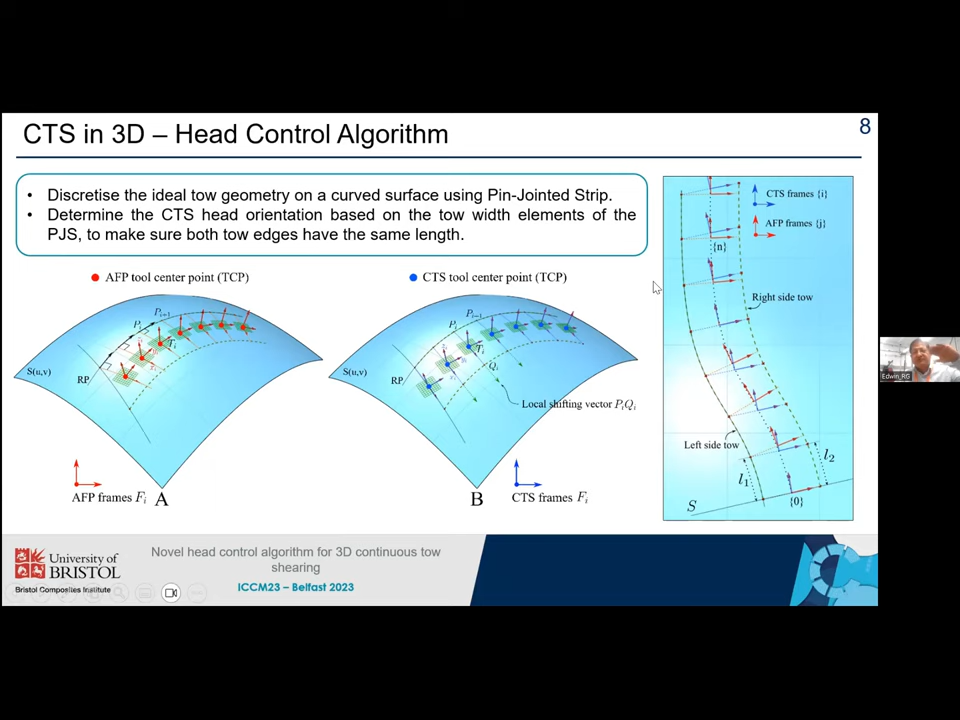 CTS in 3D – Head Control Algorithm
8
• Discretise the ideal tow geometry on a curved surface using Pin-Jointed Strip.
• Determine the CTS head orientation based on the tow width elements of the
PJS, to make sure both tow edges have the same length.
AFP tool center point (TCP)
S(u,v)
RP
AFP frames Fᵢ A
CTS tool center point (TCP)
S(u,v)
RP
Pᵢ
Tᵢ
Qᵢ
Local shifting vector PᵢQᵢ
CTS frames Fᵢ
B
CTS frames {i}
AFP frames {j}
{n}
Right side tow
Left side tow
l₁
l₂
S
{0}
University of
BRISTOL
Bristol Composites Institute
Novel head control algorithm for 3D continuous tow
shearing
ICCM23 – Belfast 2023
Edwin_RG